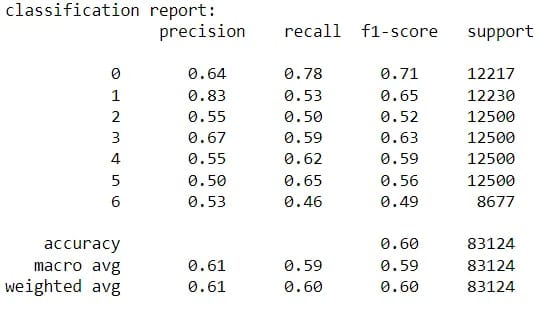 classification report:
precision recall f1-score support
0 0.64 0.78 0.71 12217
1 0.83 0.53 0.65 12230
2 0.55 0.50 0.52 12500
3 0.67 0.59 0.63 12500
4 0.55 0.62 0.59 12500
5 0.50 0.65 0.56 12500
6 0.53 0.46 0.49 8677
accuracy 0.60 83124
macro avg 0.61 0.59 0.59 83124
weighted avg 0.61 0.60 0.60 83124